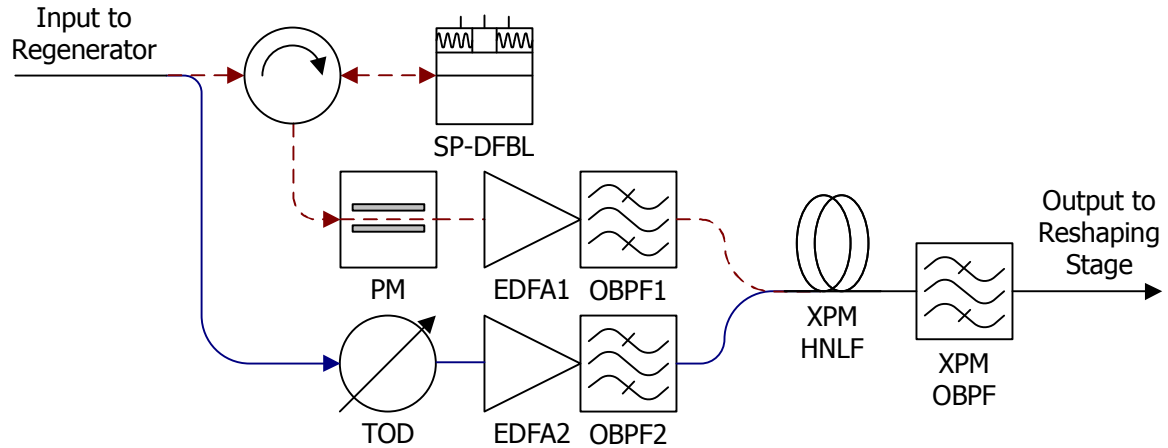 Input to
Regenerator
SP-DFBL
PM
EDFA1
OBPF1
Output to
Reshaping
Stage
XPM
HNLF
XPM
OBPF
TOD
EDFA2
OBPF2